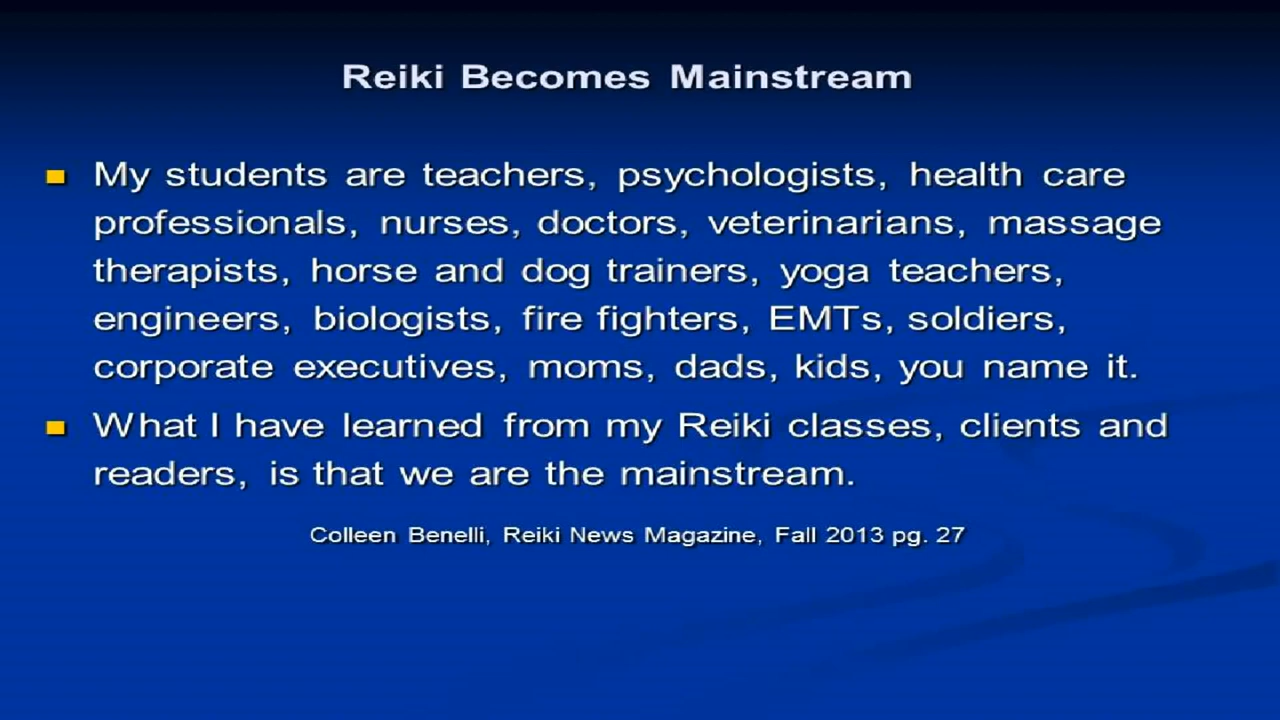 Reiki Becomes Mainstream
My students are teachers, psychologists, health care
professionals, nurses, doctors, veterinarians, massage
therapists, horse and dog trainers, yoga teachers,
engineers, biologists, fire fighters, EMTs, soldiers,
corporate executives, moms, dads, kids, you name it.
What I have learned from my Reiki classes, clients and
readers, is that we are the mainstream.
Colleen Benelli, Reiki News Magazine, Fall 2013 pg. 27